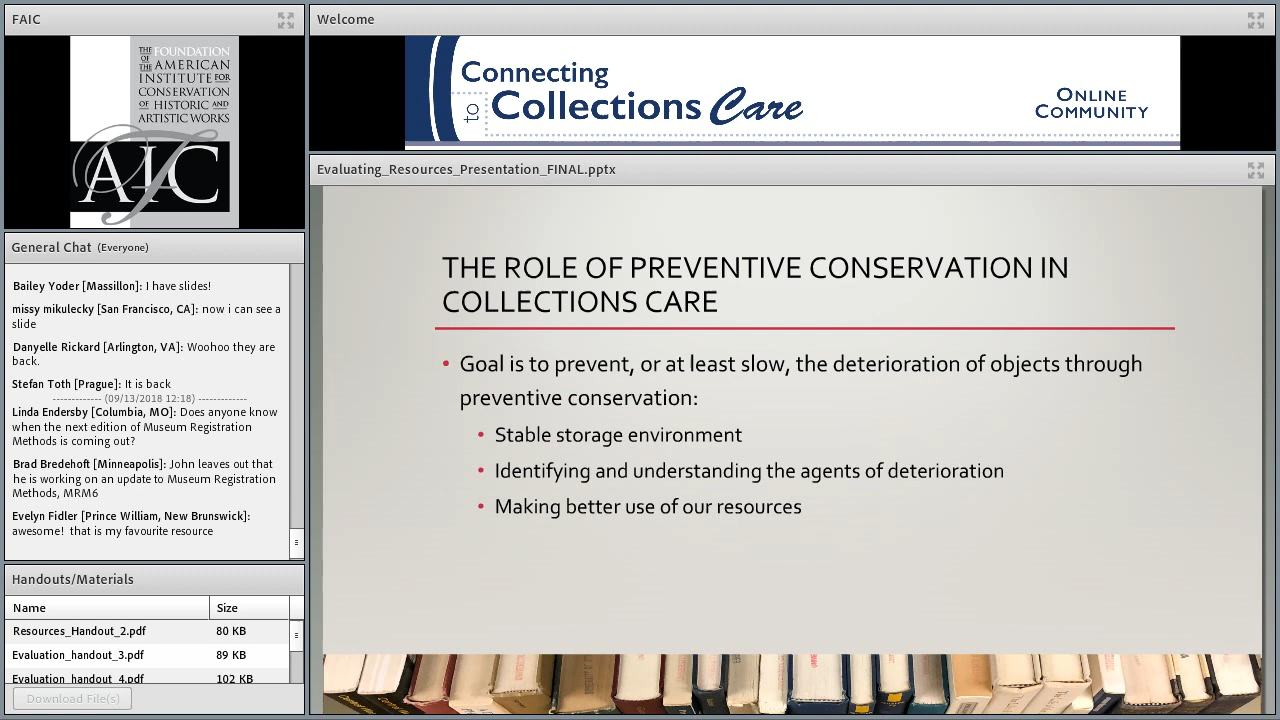 FAIC
THE FOUNDATION
OF THE AMERICAN
INSTITUTE FOR
CONSERVATION
OF HISTORIC AND
ARTISTIC WORKS
FAIC
General Chat (Everyone)
Bailey Yoder [Massillon]: I have slides!
missy mikulecky [San Francisco, CA]: now i can see a
slide
Danyelle Rickard [Arlington, VA]: Woohoo they are
back.
Stefan Toth [Prague]: It is back
------------- (09/13/2018 12:18) -------------
Linda Endersby [Columbia, MO]: Does anyone know
when the next edition of Museum Registration
Methods is coming out?
Brad Bredehoft [Minneapolis]: John leaves out that
he is working on an update to Museum Registration
Methods, MRM6
Evelyn Fidler [Prince William, New Brunswick]:
awesome! that is my favourite resource
Handouts/Materials
Name Size
Resources_Handout_2.pdf 80 KB
Evaluation_handout_3.pdf 89 KB
Evaluation_handout_4.pdf 102 KB
Download File(s)
Welcome
Connecting
to Collections Care
ONLINE
COMMUNITY
Evaluating_Resources_Presentation_FINAL.pptx
THE ROLE OF PREVENTIVE CONSERVATION IN
COLLECTIONS CARE
• Goal is to prevent, or at least slow, the deterioration of objects through
preventive conservation:
• Stable storage environment
• Identifying and understanding the agents of deterioration
• Making better use of our resources